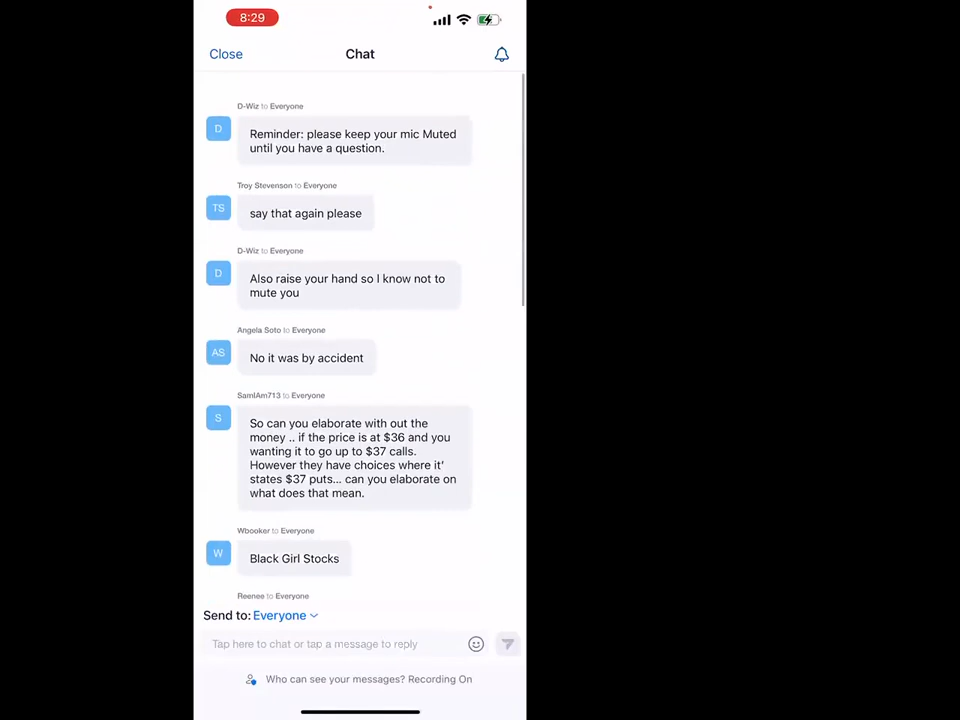 8:29
Close
Chat
D-Wiz to Everyone
D
Reminder: please keep your mic Muted
until you have a question.
Troy Stevenson to Everyone
TS
say that again please
D-Wiz to Everyone
D
Also raise your hand so I know not to
mute you
Angela Soto to Everyone
AS
No it was by accident
SamIAm713 to Everyone
S
So can you elaborate with out the
money .. if the price is at $36 and you
wanting it to go up to $37 calls.
However they have choices where it’
states $37 puts... can you elaborate on
what does that mean.
Wbooker to Everyone
W
Black Girl Stocks
Reenee to Everyone
Send to: Everyone
Tap here to chat or tap a message to reply
Who can see your messages? Recording On